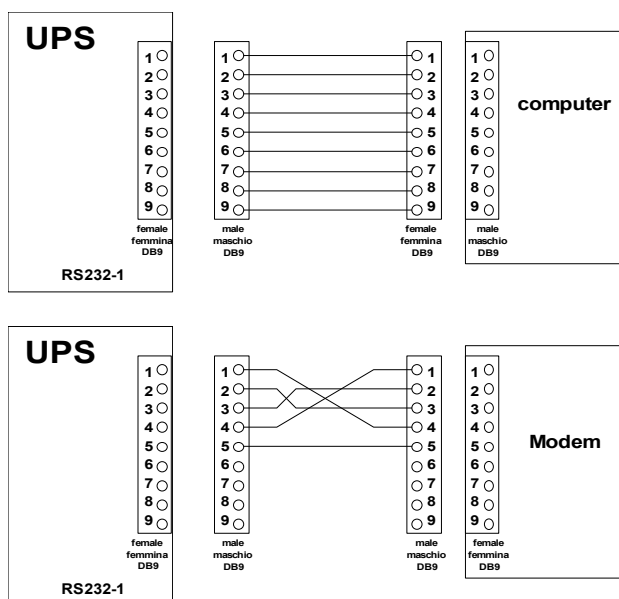 UPS
1 1 1 1
2 2 2 2
3 3 3 3
computer
4 4 4 4
5 5 5 5
6 6 6 6
7 7 7 7
8 8 8 8
9 9 9 9
female male female male
femmina maschio femmina maschio
DB9 DB9 DB9 DB9
RS232-1
UPS
1 1 1 1
2 2 2 2
3 3 3 3
4 4 4 4
5 5 5 5
Modem
6 6 6 6
7 7 7 7
8 8 8 8
9 9 9 9
female male male female
femmina maschio maschio femmina
DB9 DB9 DB9 DB9
RS232-1